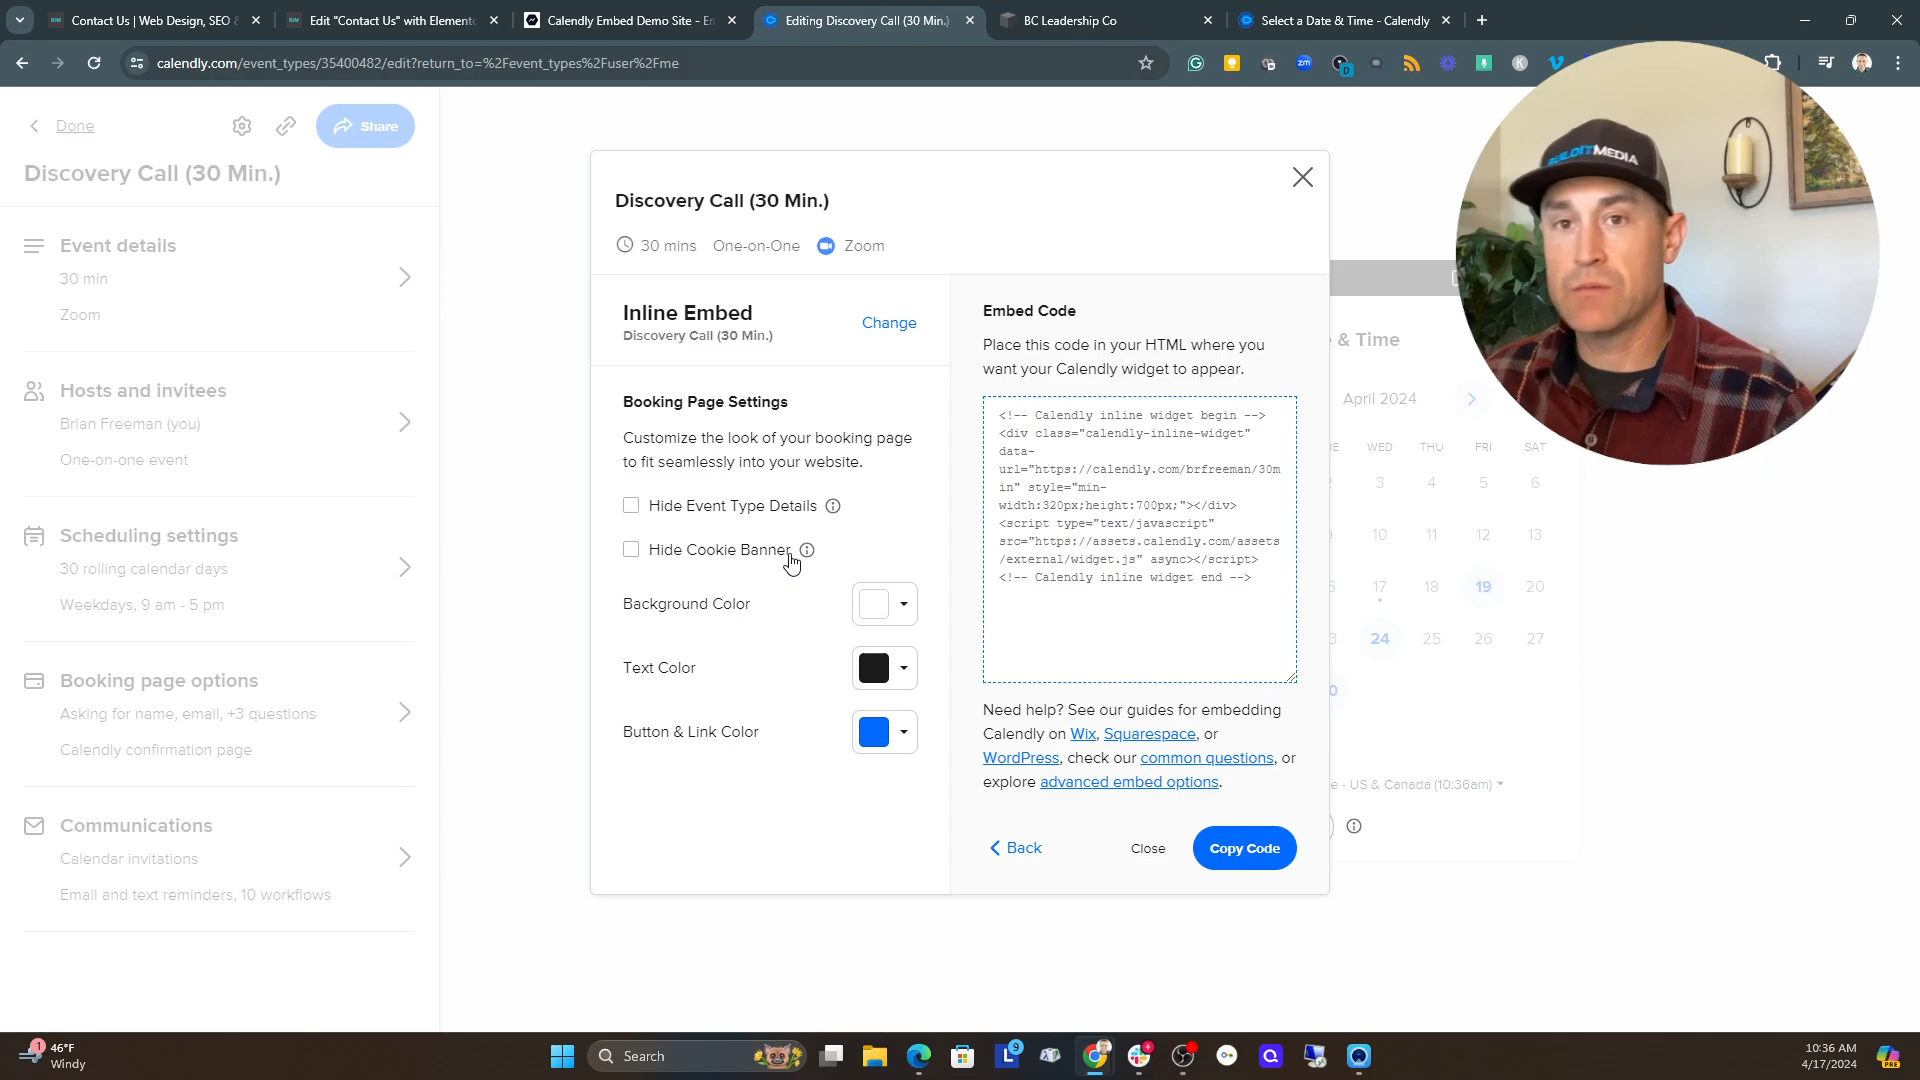 Contact Us | Web Design, SEO &
Edit "Contact Us" with Elemento
Calendly Embed Demo Site - En
Editing Discovery Call (30 Min.)
BC Leadership Co
Select a Date & Time - Calendly
calendly.com/event_types/35400482/edit?return_to=%2Fevent_types%2Fuser%2Fme
Done
Share
Discovery Call (30 Min.)
Event details
30 min
Zoom
Hosts and invitees
Brian Freeman (you)
One-on-one event
Scheduling settings
30 rolling calendar days
Weekdays, 9 am - 5 pm
Booking page options
Asking for name, email, +3 questions
Calendly confirmation page
Communications
Calendar invitations
Email and text reminders, 10 workflows
Discovery Call (30 Min.)
30 mins One-on-One Zoom
Inline Embed
Discovery Call (30 Min.)
Change
Booking Page Settings
Customize the look of your booking page
to fit seamlessly into your website.
Hide Event Type Details
Hide Cookie Banner
Background Color
Text Color
Button & Link Color
Embed Code
Place this code in your HTML where you
want your Calendly widget to appear.
<!-- Calendly inline widget begin -->
<div class="calendly-inline-widget"
data-
url="https://calendly.com/brfreeman/30m
in" style="min-
width:320px;height:700px;"></div>
<script type="text/javascript"
src="https://assets.calendly.com/assets
/external/widget.js" async></script>
<!-- Calendly inline widget end -->
Need help? See our guides for embedding
Calendly on Wix, Squarespace, or
WordPress, check our common questions, or
explore advanced embed options.
Back
Close
Copy Code
BUILDITMEDIA
& Time
April 2024
WED THU FRI SAT
3 4 5 6
10 11 12 13
17 18 19 20
24 25 26 27
e - US & Canada (10:36am)
46°F
Windy
1
Search
9
zm
D
K
L
Q
PRE
10:36 AM
4/17/2024